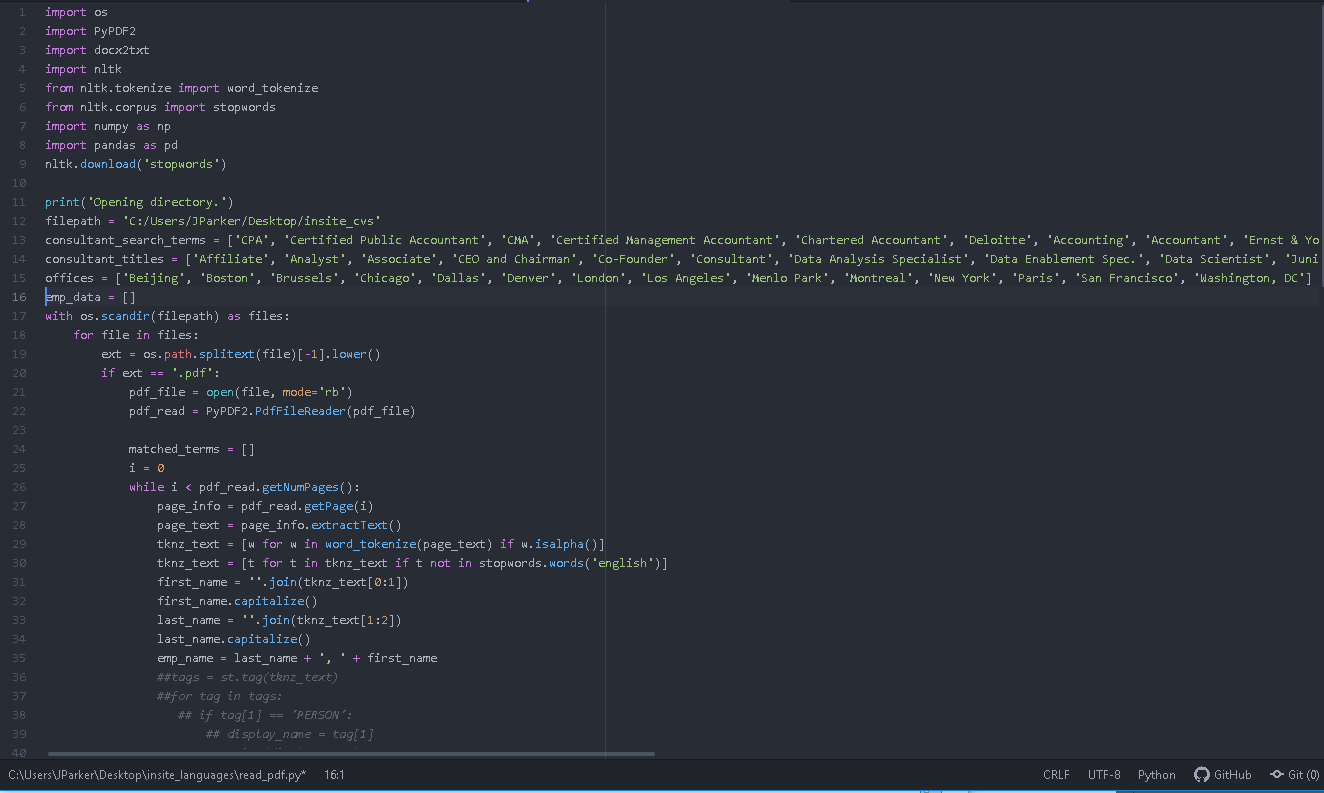 1 import os
2 import PyPDF2
3 import docx2txt
4 import nltk
5 from nltk.tokenize import word_tokenize
6 from nltk.corpus import stopwords
7 import numpy as np
8 import pandas as pd
9 nltk.download('stopwords')
10
11 print('Opening directory.')
12 filepath = 'C:/Users/JParker/Desktop/insite_cvs'
13 consultant_search_terms = ['CPA', 'Certified Public Accountant', 'CMA', 'Certified Management Accountant', 'Chartered Accountant', 'Deloitte', 'Accounting', 'Accountant', 'Ernst & Yo
14 consultant_titles = ['Affiliate', 'Analyst', 'Associate', 'CEO and Chairman', 'Co-Founder', 'Consultant', 'Data Analysis Specialist', 'Data Enablement Spec.', 'Data Scientist', 'Juni
15 offices = ['Beijing', 'Boston', 'Brussels', 'Chicago', 'Dallas', 'Denver', 'London', 'Los Angeles', 'Menlo Park', 'Montreal', 'New York', 'Paris', 'San Francisco', 'Washington, DC']
16 emp_data = []
17 with os.scandir(filepath) as files:
18     for file in files:
19         ext = os.path.splitext(file)[-1].lower()
20         if ext == '.pdf':
21             pdf_file = open(file, mode='rb')
22             pdf_read = PyPDF2.PdfFileReader(pdf_file)
23
24             matched_terms = []
25             i = 0
26             while i < pdf_read.getNumPages():
27                 page_info = pdf_read.getPage(i)
28                 page_text = page_info.extractText()
29                 tknz_text = [w for w in word_tokenize(page_text) if w.isalpha()]
30                 tknz_text = [t for t in tknz_text if t not in stopwords.words('english')]
31                 first_name = ''.join(tknz_text[0:1])
32                 first_name.capitalize()
33                 last_name = ''.join(tknz_text[1:2])
34                 last_name.capitalize()
35                 emp_name = last_name + ', ' + first_name
36                 ##tags = st.tag(tknz_text)
37                 ##for tag in tags:
38                    ## if tag[1] == 'PERSON':
39                        ## display_name = tag[1]
40
C:\Users\JParker\Desktop\insite_languages\read_pdf.py* 16:1 CRLF UTF-8 Python GitHub Git (0)